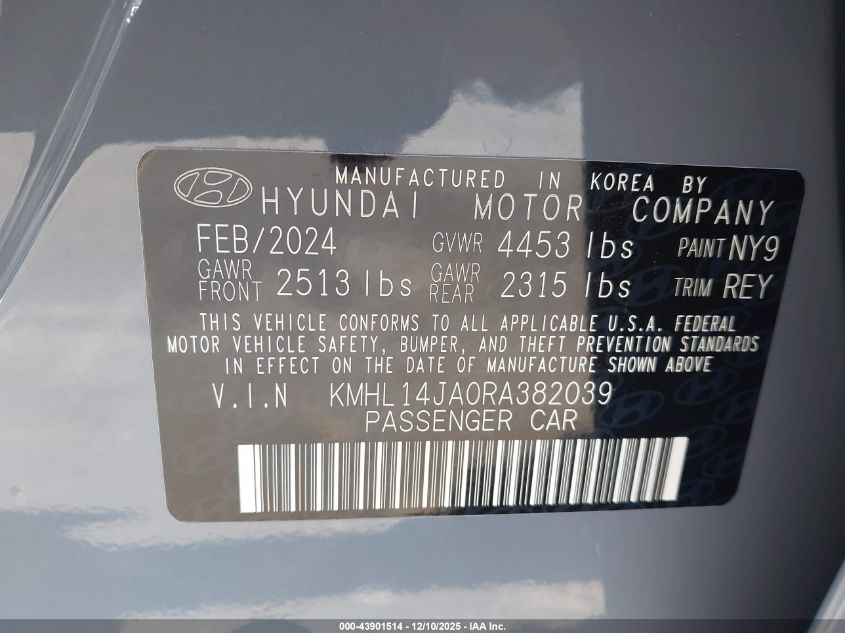 MANUFACTURED IN KOREA BY
HYUNDAI MOTOR COMPANY
FEB/2024 GVWR 4453 lbs PAINT NY9
GAWR FRONT 2513 lbs GAWR REAR 2315 lbs TRIM REY
THIS VEHICLE CONFORMS TO ALL APPLICABLE U.S.A. FEDERAL
MOTOR VEHICLE SAFETY, BUMPER, AND THEFT PREVENTION STANDARDS
IN EFFECT ON THE DATE OF MANUFACTURE SHOWN ABOVE
V.I.N KMHL14JA0RA382039
PASSENGER CAR
000-43901514 - 12/10/2025 - IAA Inc.